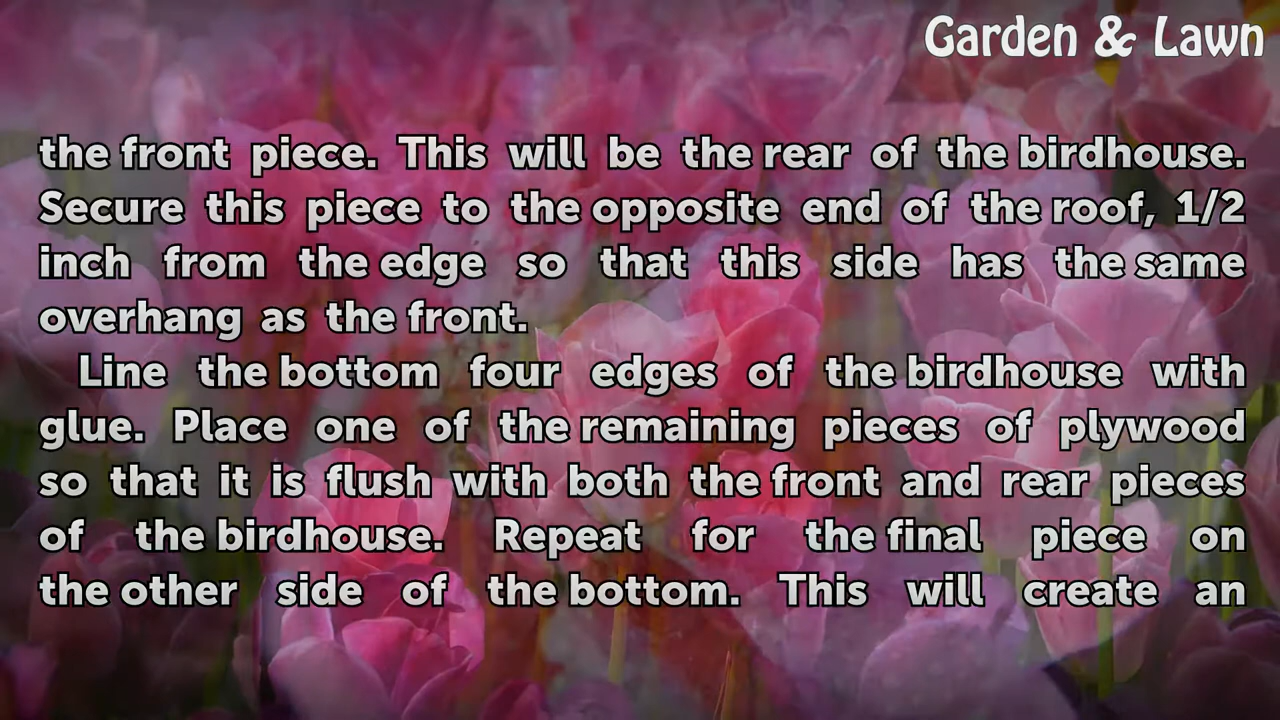 Garden & Lawn
the front piece. This will be the rear of the birdhouse.
Secure this piece to the opposite end of the roof, 1/2
inch from the edge so that this side has the same
overhang as the front.
Line the bottom four edges of the birdhouse with
glue. Place one of the remaining pieces of plywood
so that it is flush with both the front and rear pieces
of the birdhouse. Repeat for the final piece on
the other side of the bottom. This will create an